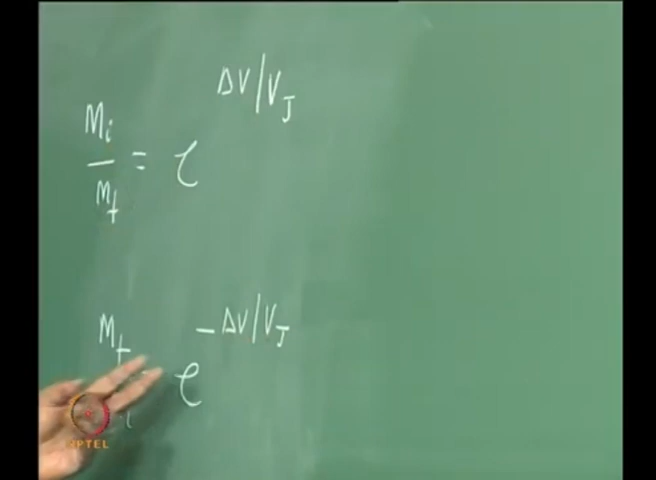 Mi/Mf = e^ΔV/VJ
Mf/i = e^-ΔV/VJ
NPTEL